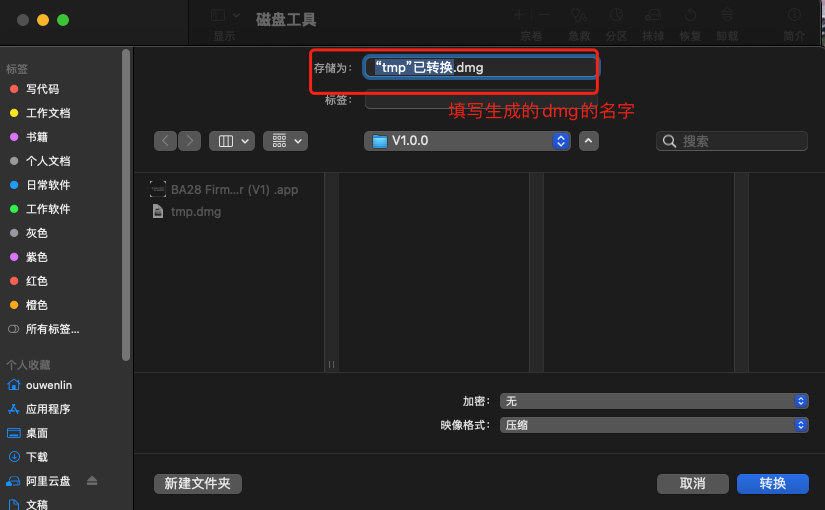 磁盘工具
显示
宗卷 急救 分区 抹掉 恢复 卸载 简介
存储为： “tmp”已转换.dmg
标签：
填写生成的dmg的名字
V1.0.0
搜索
标签
写代码
工作文档
书籍
个人文档
日常软件
工作软件
灰色
紫色
红色
橙色
所有标签...
个人收藏
ouwenlin
应用程序
桌面
下载
阿里云盘
文稿
BA28 Firm...r (V1) .app
tmp.dmg
加密： 无
映像格式： 压缩
新建文件夹
取消
转换